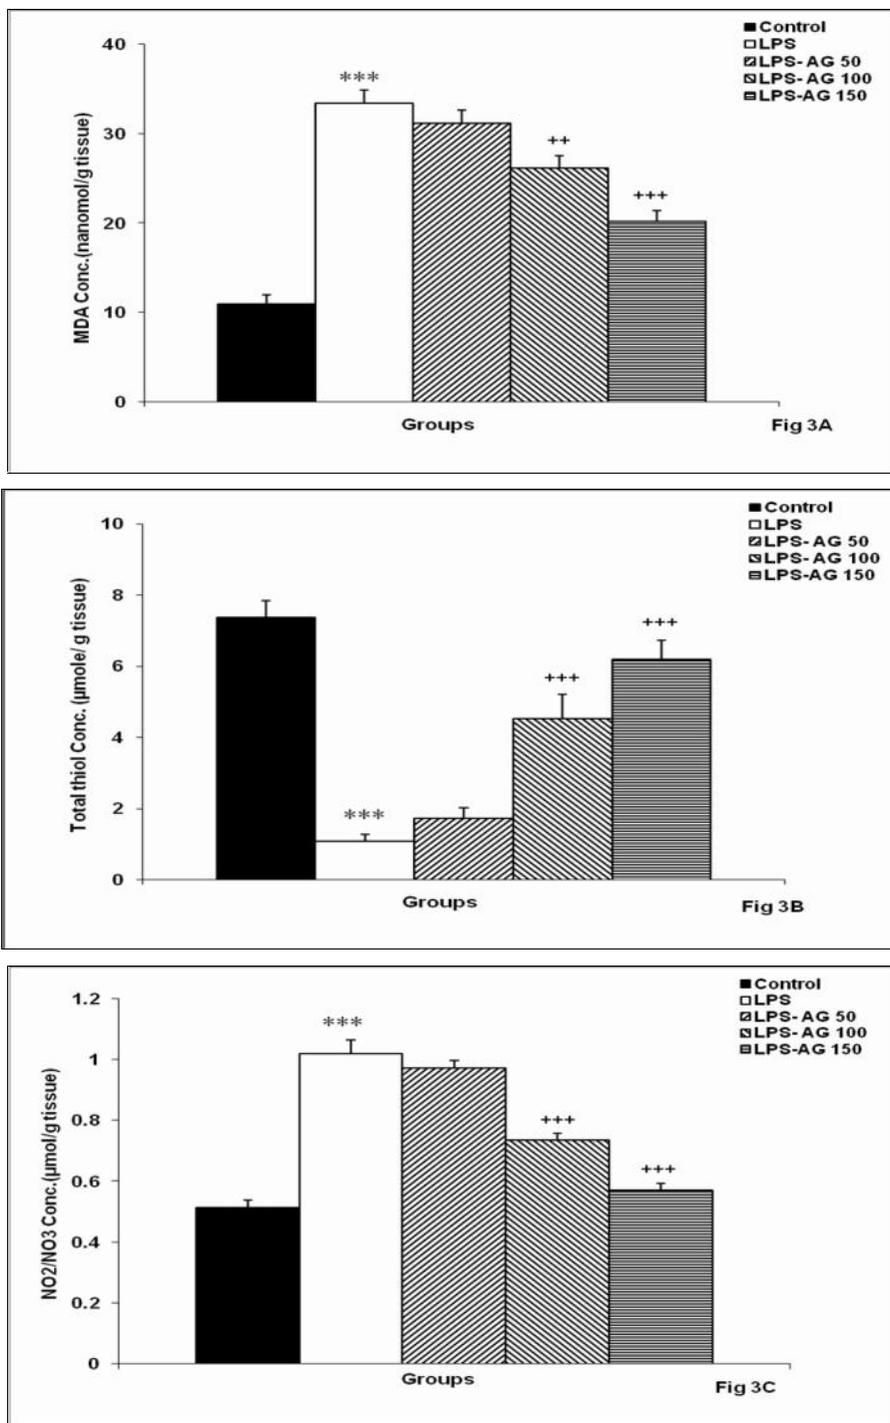 Control
LPS
LPS- AG 50
LPS- AG 100
LPS-AG 150
40
30
20
10
0
***
++
+++
MDA Conc.(nanomol/g tissue)
Groups
Fig 3A
Control
LPS
LPS- AG 50
LPS- AG 100
LPS-AG 150
10
8
6
4
2
0
***
+++
+++
Total thiol Conc. (µmole/ g tissue)
Groups
Fig 3B
Control
LPS
LPS- AG 50
LPS- AG 100
LPS-AG 150
1.2
1
0.8
0.6
0.4
0.2
0
***
+++
+++
NO2/NO3 Conc.(µmol/g tissue)
Groups
Fig 3C